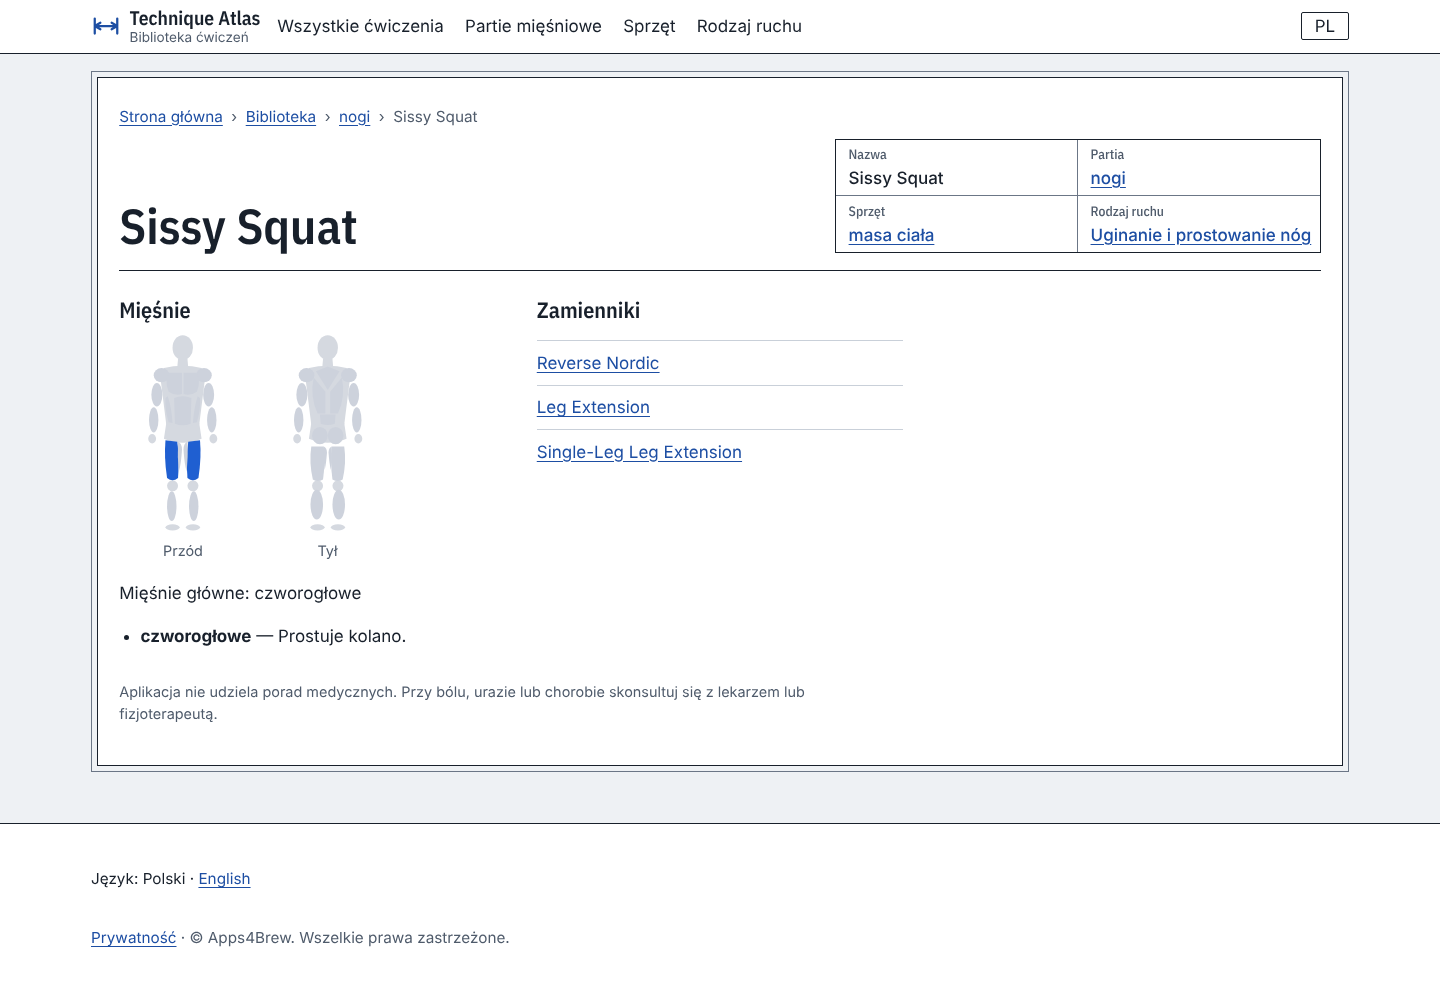 Technique Atlas
Biblioteka ćwiczeń
Wszystkie ćwiczenia
Partie mięśniowe
Sprzęt
Rodzaj ruchu
PL
Strona główna › Biblioteka › nogi › Sissy Squat
Sissy Squat
Nazwa
Sissy Squat
Partia
nogi
Sprzęt
masa ciała
Rodzaj ruchu
Uginanie i prostowanie nóg
Mięśnie
Przód
Tył
Mięśnie główne: czworogłowe
• czworogłowe — Prostuje kolano.
Zamienniki
Reverse Nordic
Leg Extension
Single-Leg Leg Extension
Aplikacja nie udziela porad medycznych. Przy bólu, urazie lub chorobie skonsultuj się z lekarzem lub
fizjoterapeutą.
Język: Polski · English
Prywatność · © Apps4Brew. Wszelkie prawa zastrzeżone.